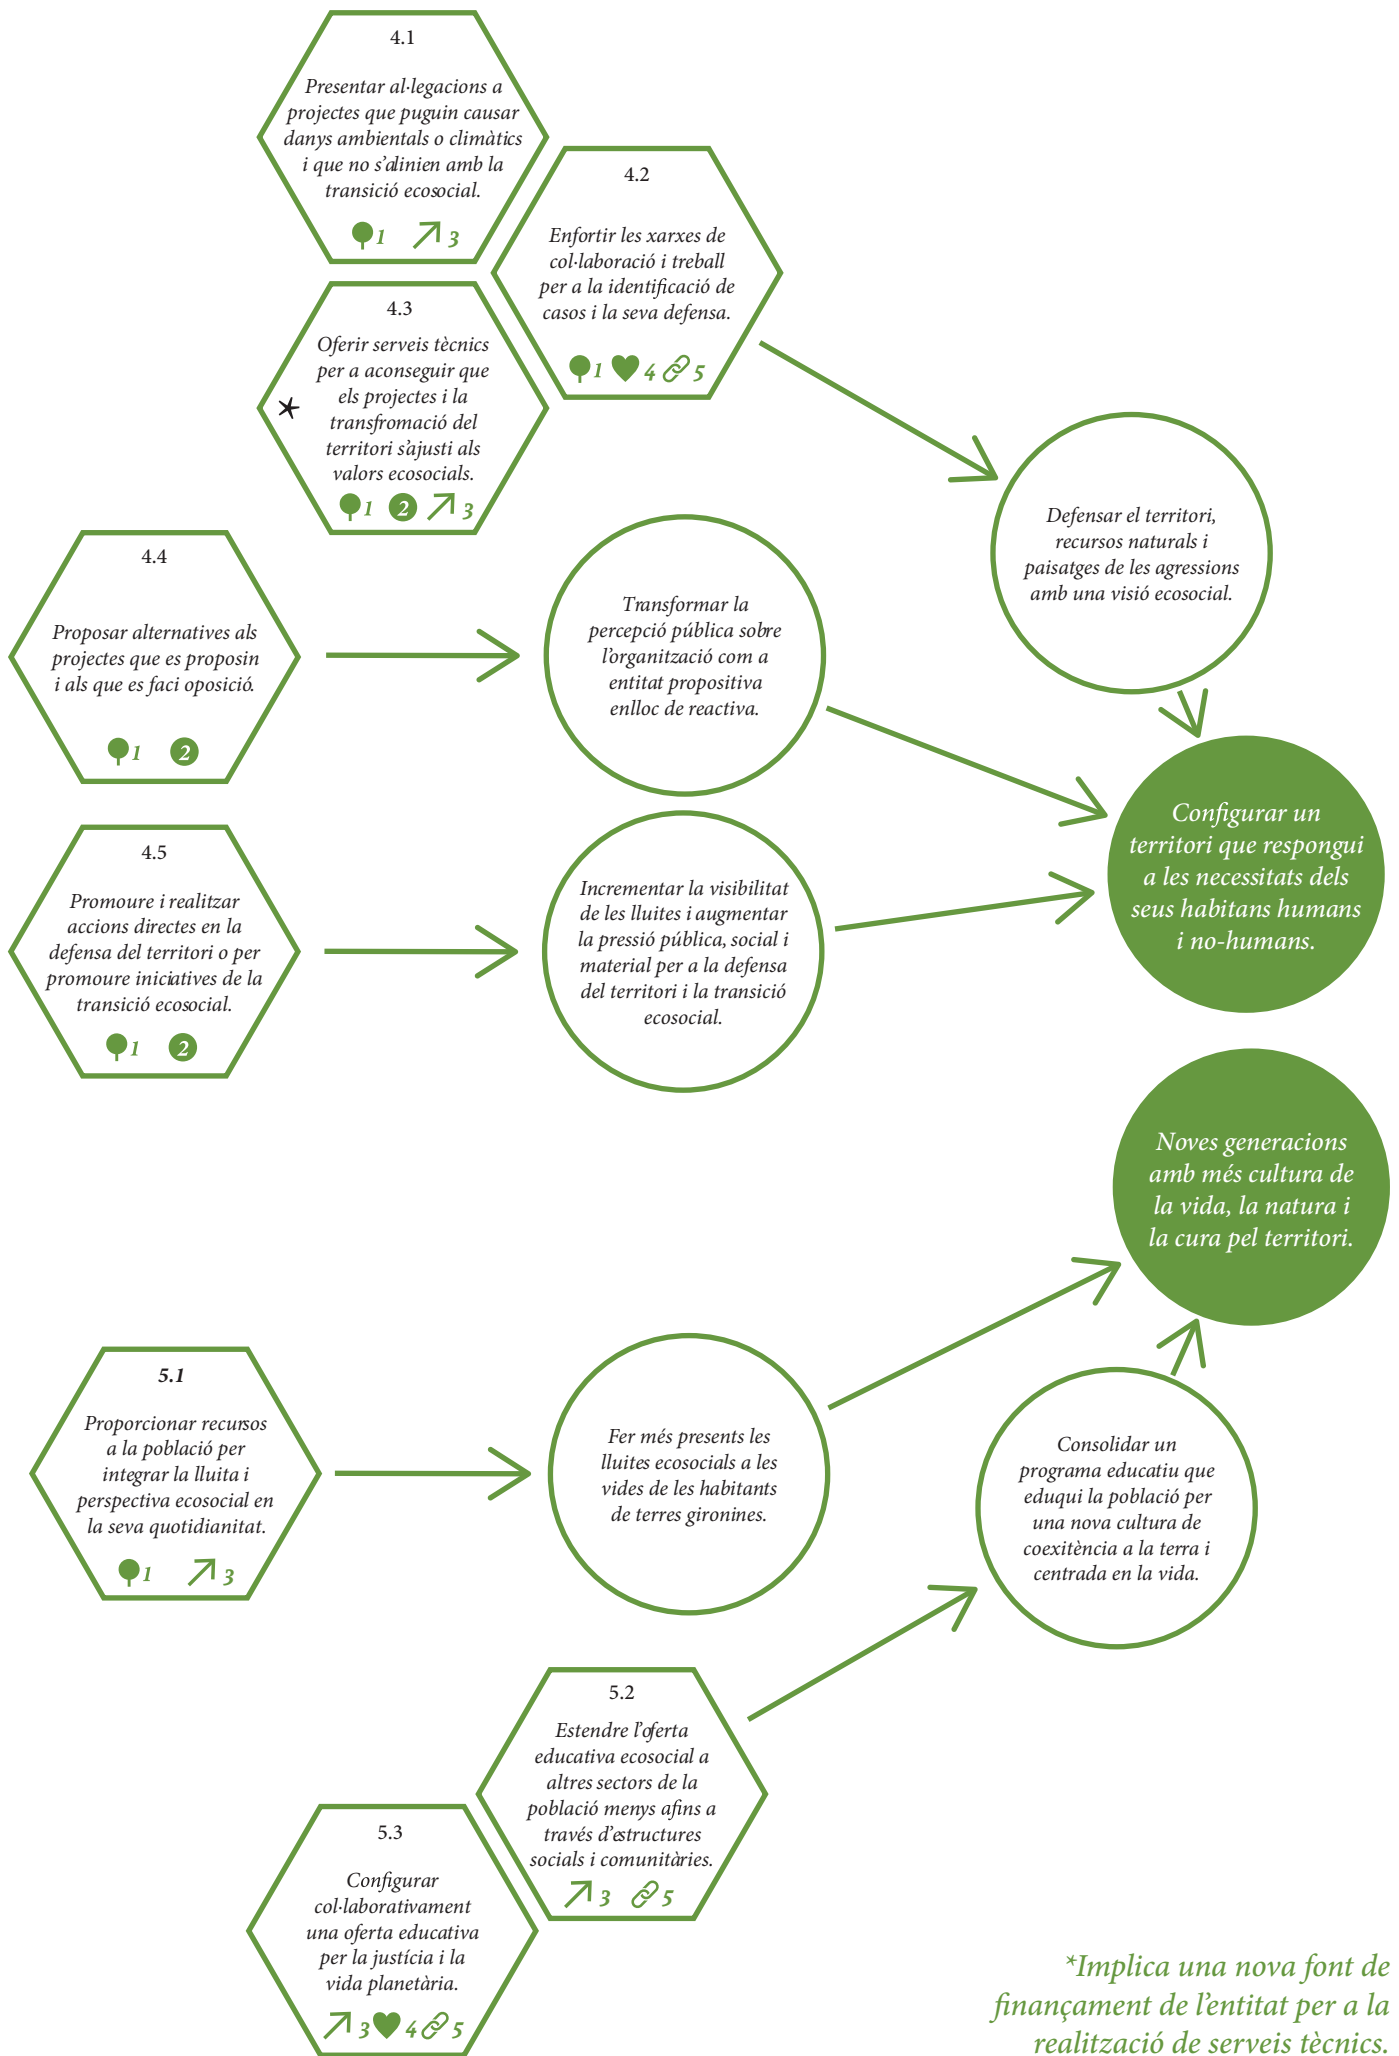 4.1
Presentar al·legacions a
projectes que puguin causar
danys ambientals o climàtics
i que no s'alinien amb la
transició ecosocial.
1 3
4.2
Enfortir les xarxes de
col·laboració i treball
per a la identificació de
casos i la seva defensa.
1 4 5
4.3
Oferir serveis tècnics
per a aconseguir que
els projectes i la
transfromació del
territori s'ajusti als
valors ecosocials.
*
1 2 3
Defensar el territori,
recursos naturals i
paisatges de les agressions
amb una visió ecosocial.
4.4
Proposar alternatives als
projectes que es proposin
i als que es faci oposició.
1 2
Transformar la
percepció pública sobre
l'organització com a
entitat propositiva
enlloc de reactiva.
Configurar un
territori que respongui
a les necessitats dels
seus habitans humans
i no-humans.
4.5
Promoure i realitzar
accions directes en la
defensa del territori o per
promoure iniciatives de la
transició ecosocial.
1 2
Incrementar la visibilitat
de les lluites i augmentar
la pressió pública, social i
material per a la defensa
del territori i la transició
ecosocial.
Noves generacions
amb més cultura de
la vida, la natura i
la cura pel territori.
5.1
Proporcionar recursos
a la població per
integrar la lluita i
perspectiva ecosocial en
la seva quotidianitat.
1 3
Fer més presents les
lluites ecosocials a les
vides de les habitants
de terres gironines.
Consolidar un
programa educatiu que
eduqui la població per
una nova cultura de
coexitència a la terra i
centrada en la vida.
5.2
Estendre l'oferta
educativa ecosocial a
altres sectors de la
població menys afins a
través d'estructures
socials i comunitàries.
3 5
5.3
Configurar
col·laborativament
una oferta educativa
per la justícia i la
vida planetària.
3 4 5
*Implica una nova font de
finançament de l'entitat per a la
realització de serveis tècnics.